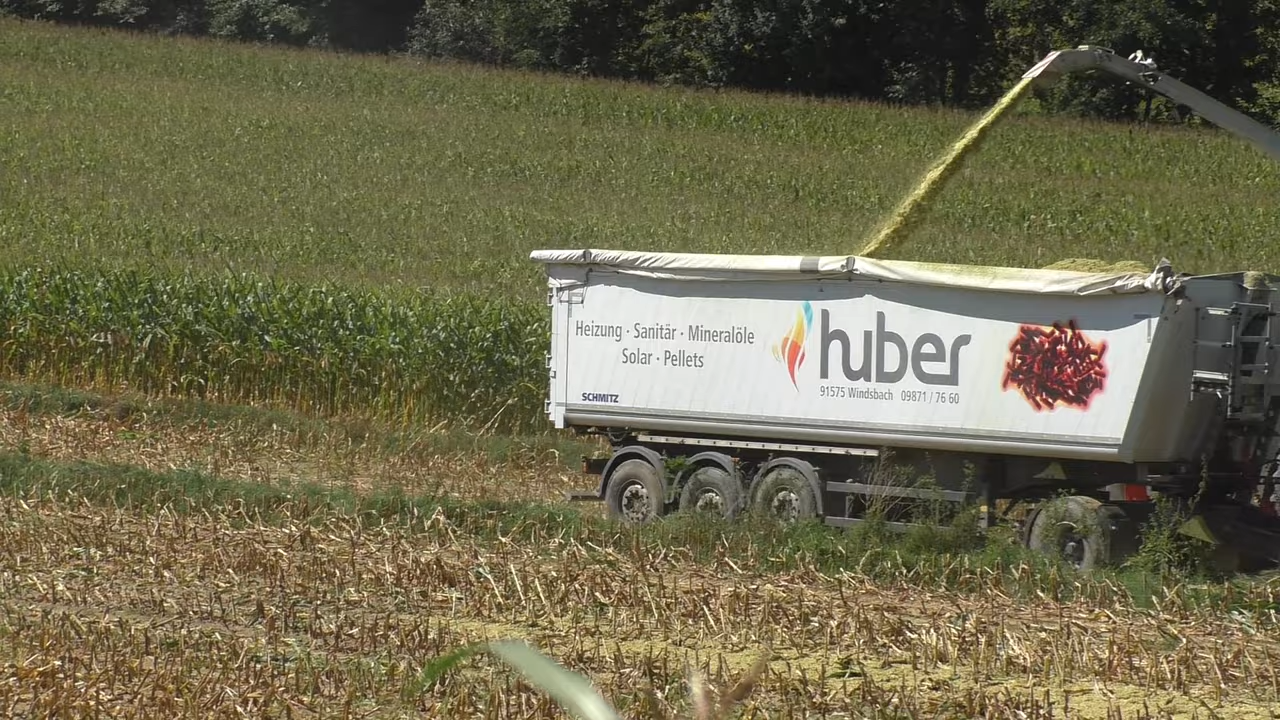 Heizung · Sanitär · Mineralöle
Solar · Pellets
huber
91575 Windsbach 09871 / 76 60
SCHMITZ